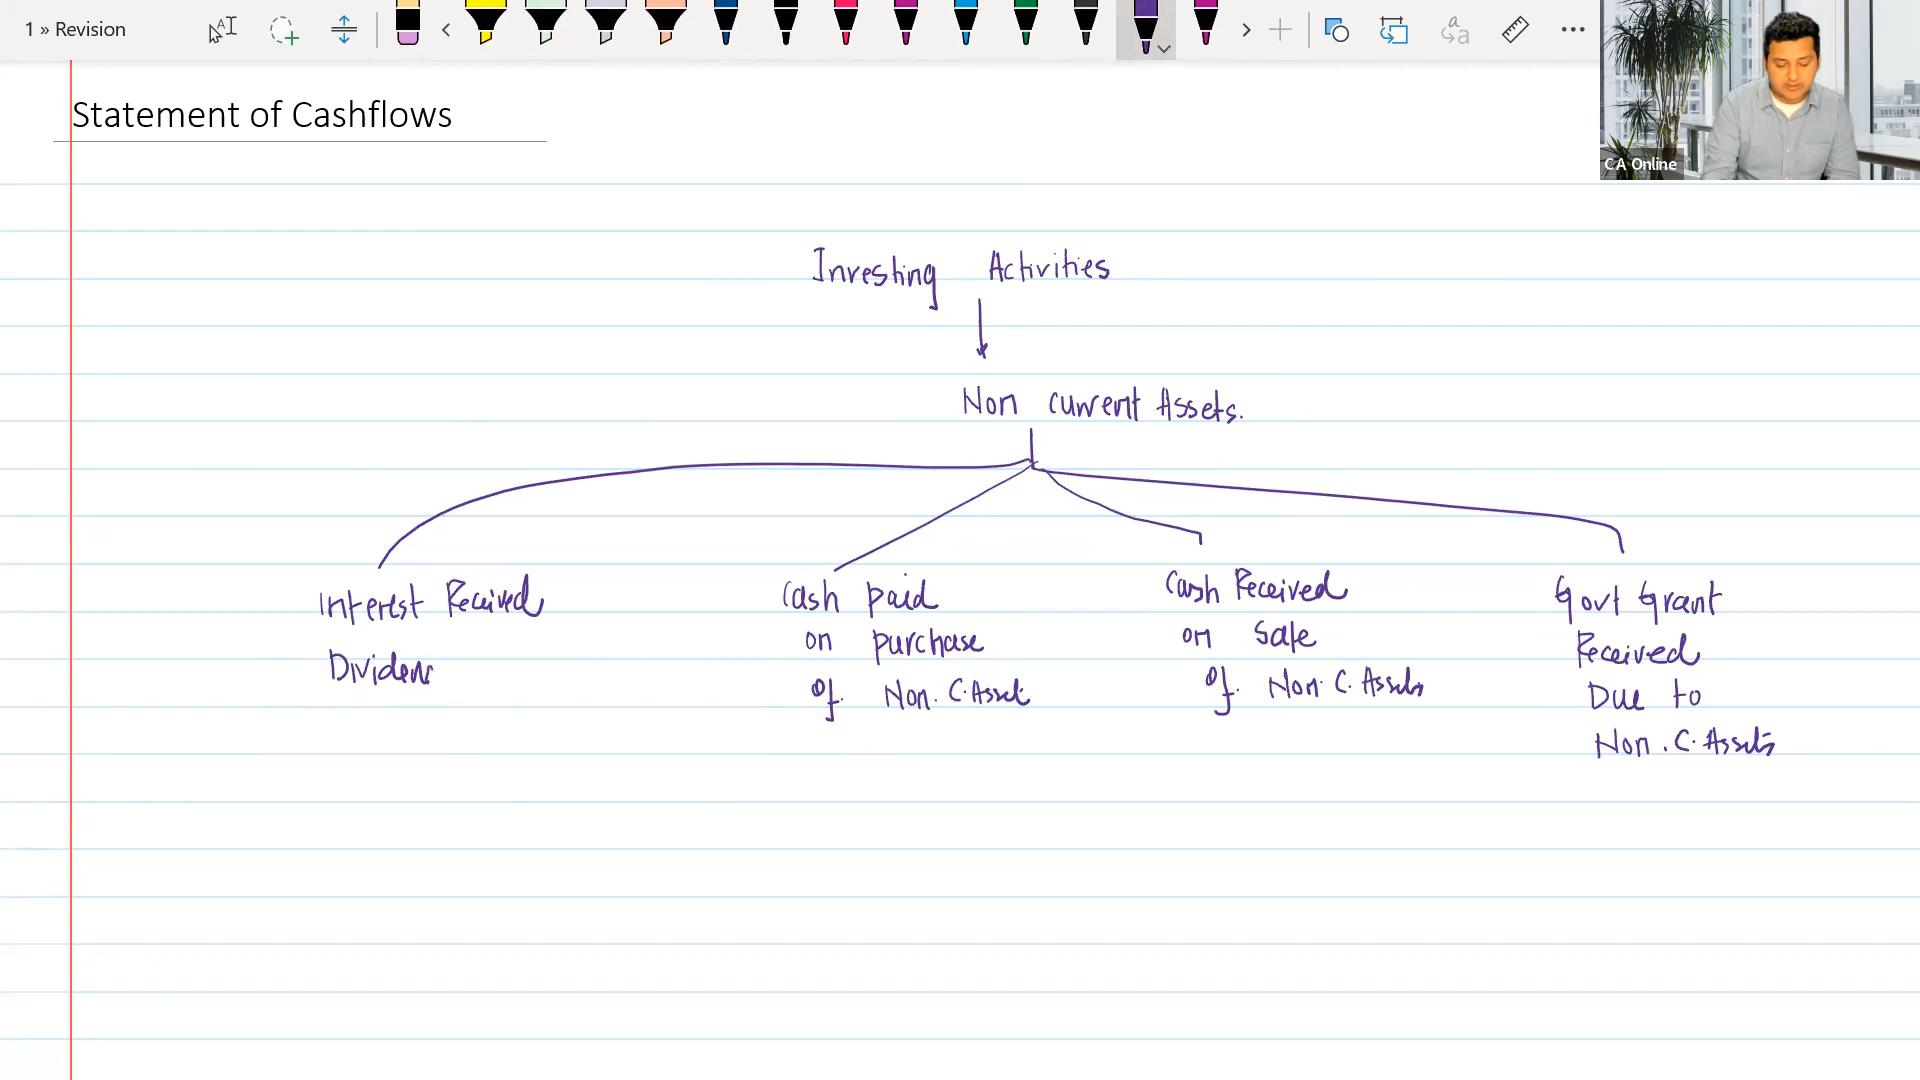 1 » Revision
CA Online
Statement of Cashflows
Investing Activities
Non current Assets.
Interest Received
Dividend
Cash paid
on purchase
of. Non. C. Asset
Cash Received
on Sale
of. Non. C. Assets
Govt Grant
Received
Due to
Non. C. Assets